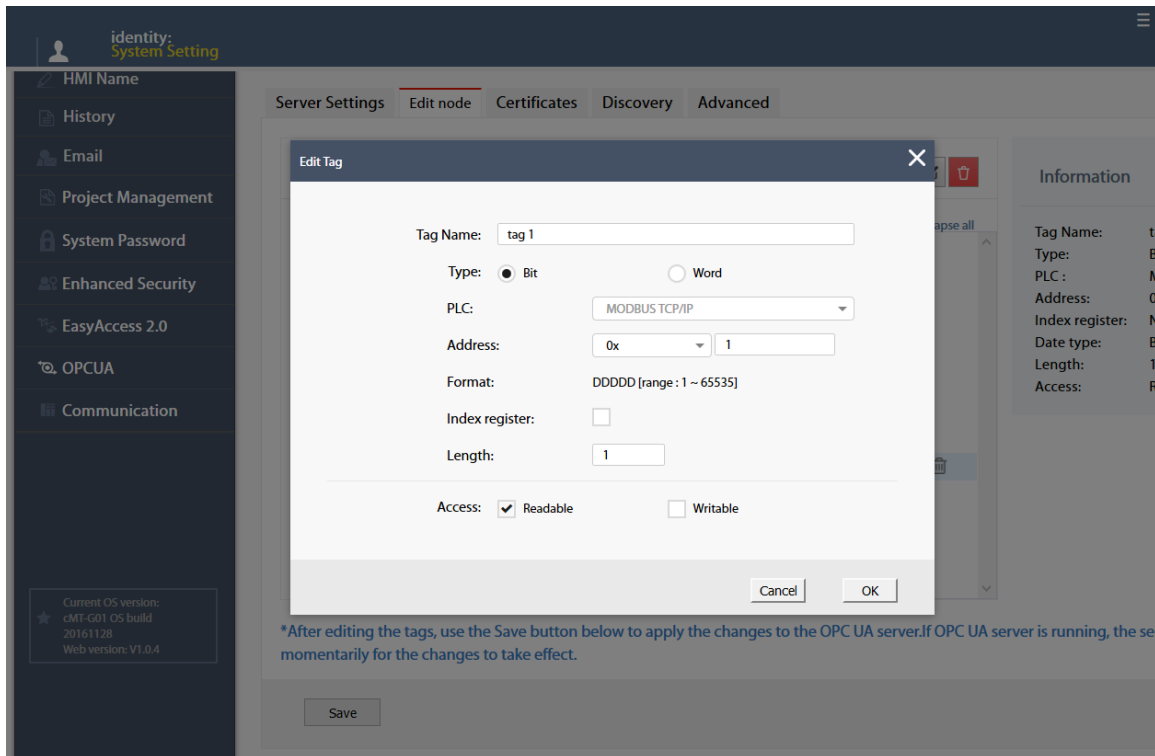 identity:
System Setting
HMI Name
History
Email
Project Management
System Password
Enhanced Security
EasyAccess 2.0
OPCUA
Communication
Current OS version:
cMT-G01 OS build
20161128
Web version: V1.0.4
Server Settings Edit node Certificates Discovery Advanced
Edit Tag
Tag Name: tag 1
Type: Bit Word
PLC: MODBUS TCP/IP
Address: 0x 1
Format: DDDDD [range : 1 ~ 65535]
Index register:
Length: 1
Access: Readable Writable
Cancel OK
Information
Tag Name:
Type:
PLC :
Address:
Index register:
Date type:
Length:
Access:
*After editing the tags, use the Save button below to apply the changes to the OPC UA server.If OPC UA server is running, the
momentarily for the changes to take effect.
Save